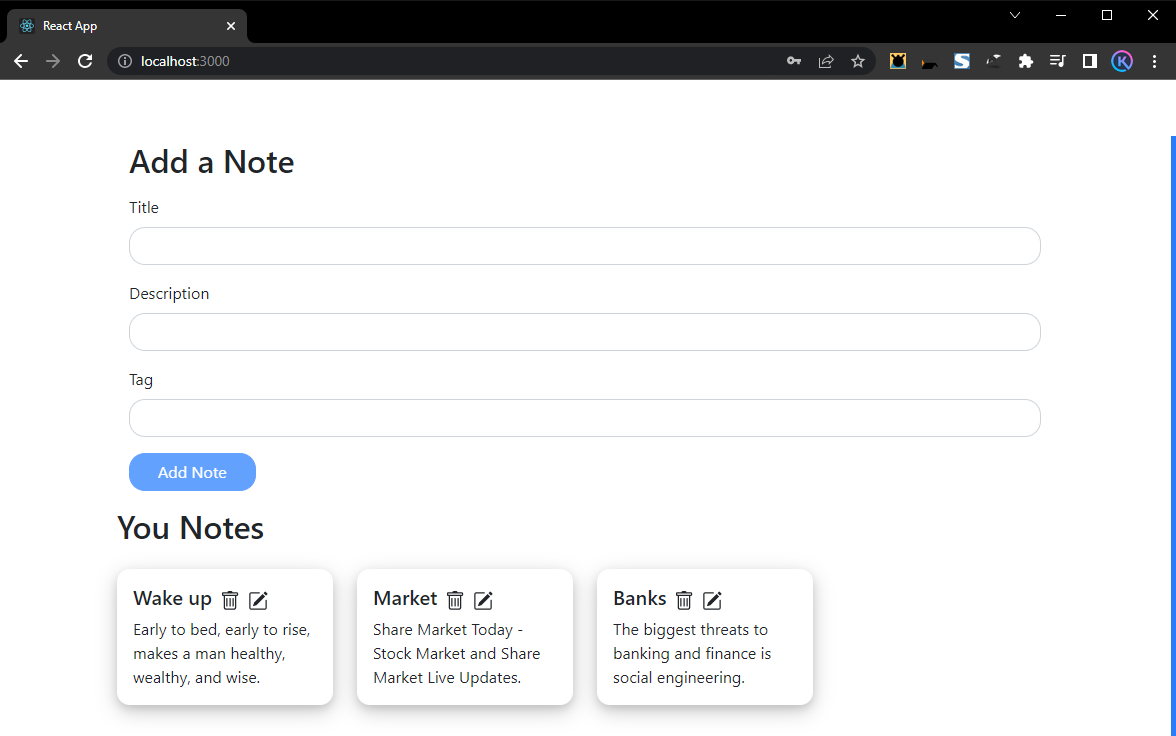 React App
localhost:3000
K
Add a Note
Title
Description
Tag
Add Note
You Notes
Wake up
Early to bed, early to rise,
makes a man healthy,
wealthy, and wise.
Market
Share Market Today -
Stock Market and Share
Market Live Updates.
Banks
The biggest threats to
banking and finance is
social engineering.